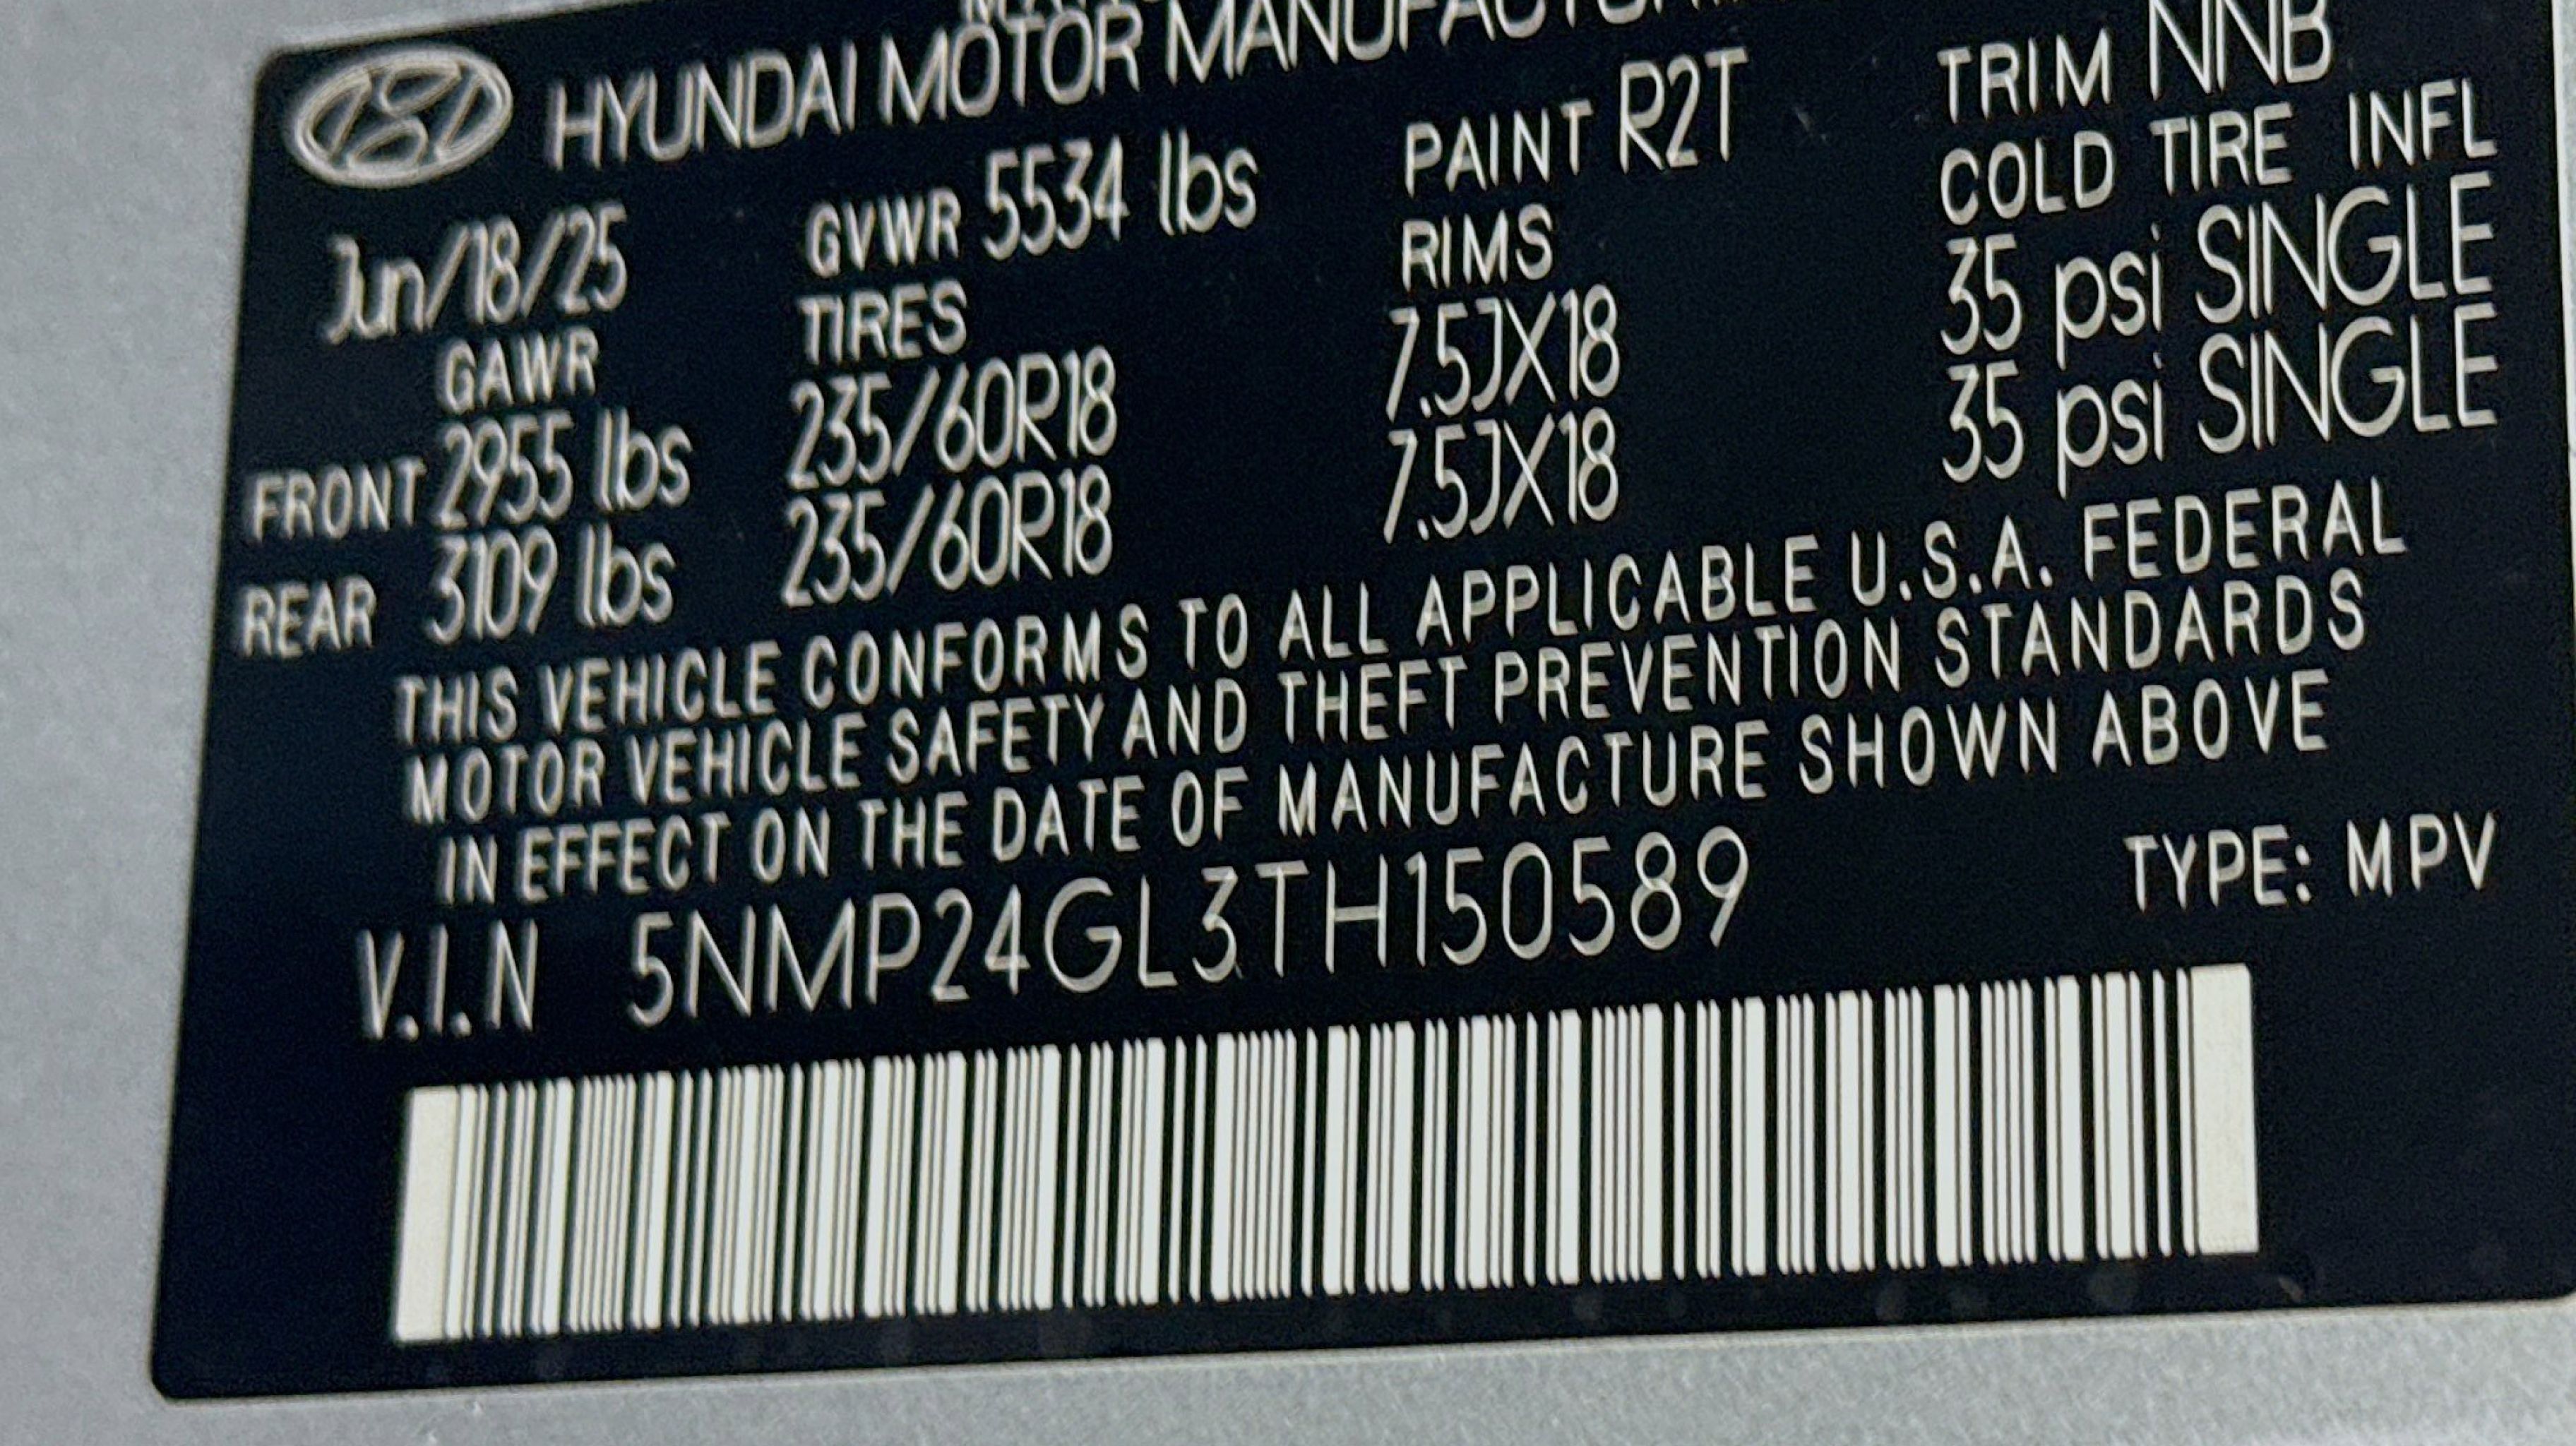 HYUNDAI MOTOR
PAINT R2T TRIM NNB
Jun/18/25 GVWR 5534 lbs RIMS COLD TIRE INFL
GAWR TIRES
FRONT 2955 lbs 235/60R18 7.5JX18 35 psi SINGLE
REAR 3109 lbs 235/60R18 7.5JX18 35 psi SINGLE
THIS VEHICLE CONFORMS TO ALL APPLICABLE U.S.A. FEDERAL
MOTOR VEHICLE SAFETY AND THEFT PREVENTION STANDARDS
IN EFFECT ON THE DATE OF MANUFACTURE SHOWN ABOVE
V.I.N 5NMP24GL3TH150589 TYPE: MPV